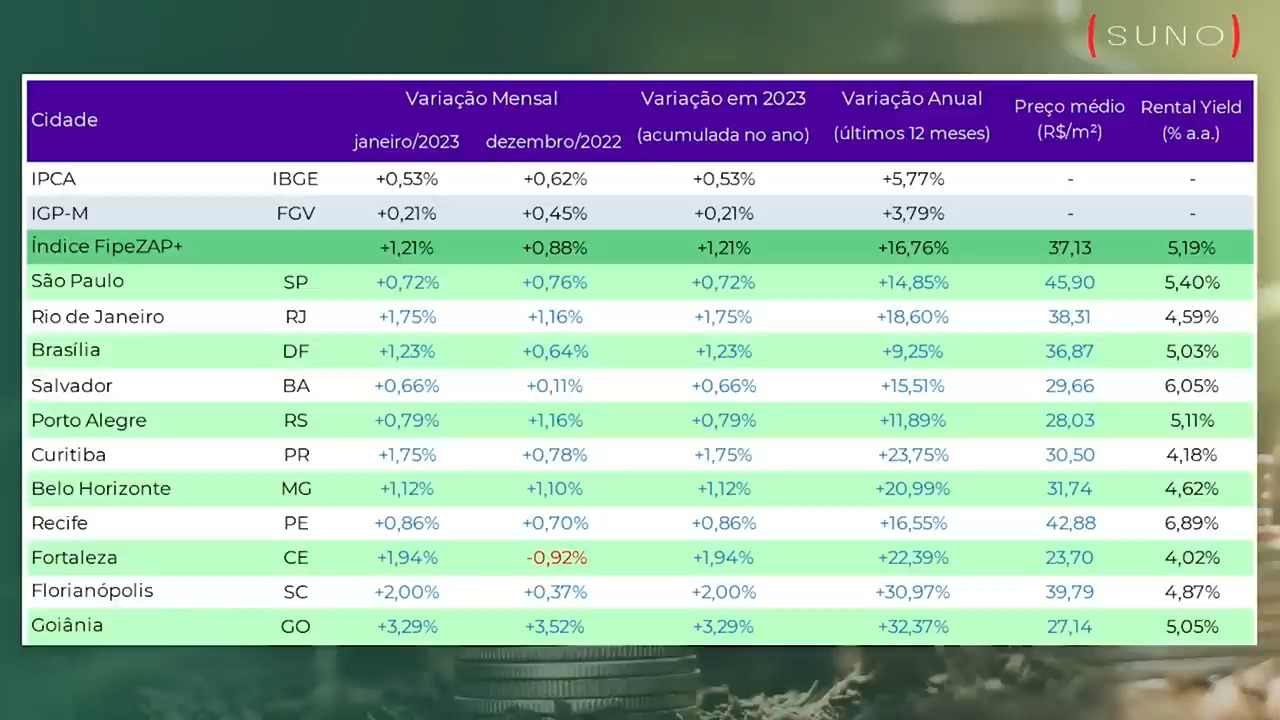 (SUNO)
Cidade Variação Mensal Variação em 2023 Variação Anual Preço médio Rental Yield
janeiro/2023 dezembro/2022 (acumulada no ano) (últimos 12 meses) (R$/m²) (% a.a.)
IPCA IBGE +0,53% +0,62% +0,53% +5,77% - -
IGP-M FGV +0,21% +0,45% +0,21% +3,79% - -
Índice FipeZAP+ +1,21% +0,88% +1,21% +16,76% 37,13 5,19%
São Paulo SP +0,72% +0,76% +0,72% +14,85% 45,90 5,40%
Rio de Janeiro RJ +1,75% +1,16% +1,75% +18,60% 38,31 4,59%
Brasília DF +1,23% +0,64% +1,23% +9,25% 36,87 5,03%
Salvador BA +0,66% +0,11% +0,66% +15,51% 29,66 6,05%
Porto Alegre RS +0,79% +1,16% +0,79% +11,89% 28,03 5,11%
Curitiba PR +1,75% +0,78% +1,75% +23,75% 30,50 4,18%
Belo Horizonte MG +1,12% +1,10% +1,12% +20,99% 31,74 4,62%
Recife PE +0,86% +0,70% +0,86% +16,55% 42,88 6,89%
Fortaleza CE +1,94% -0,92% +1,94% +22,39% 23,70 4,02%
Florianópolis SC +2,00% +0,37% +2,00% +30,97% 39,79 4,87%
Goiânia GO +3,29% +3,52% +3,29% +32,37% 27,14 5,05%